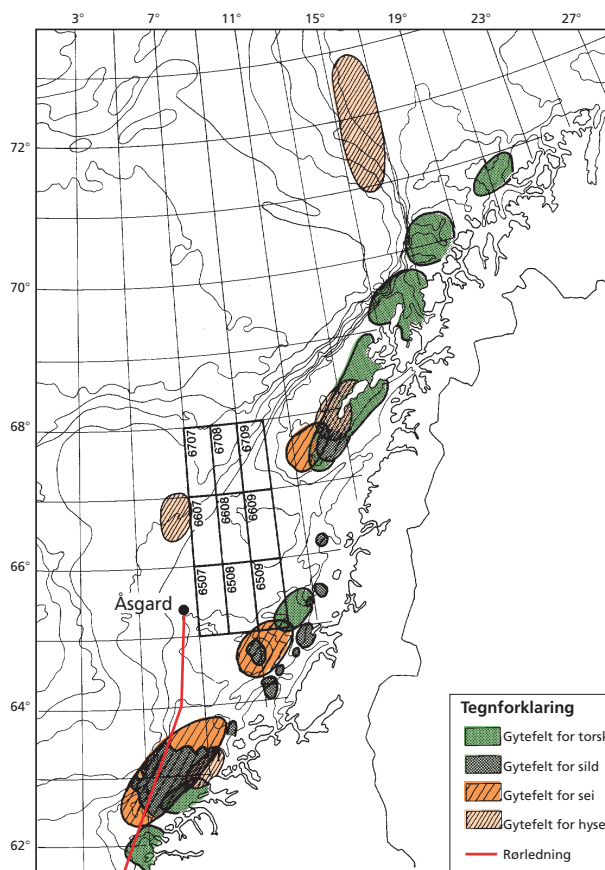 3° 7° 11° 15° 19° 23° 27°
72°
70°
68°
6707 6708 6709
6607 6608 6609
66°
6507 6508 6509
Åsgard
64°
62°
Tegnforklaring
Gytefelt for torsk
Gytefelt for sild
Gytefelt for sei
Gytefelt for hyse
Rørledning